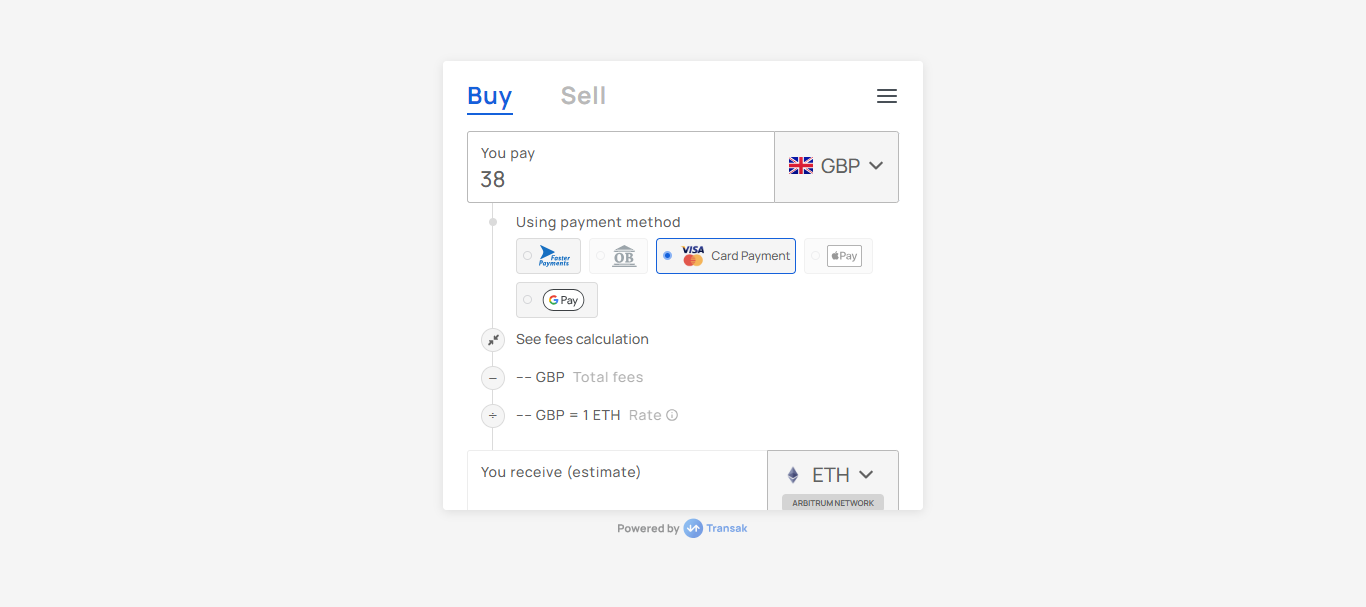 Buy Sell
You pay
38
GBP
Using payment method
Faster Payments
OB
VISA Card Payment
Pay
G Pay
See fees calculation
– –– GBP Total fees
÷ –– GBP = 1 ETH Rate
You receive (estimate)
ETH
ARBITRUM NETWORK
Powered by Transak